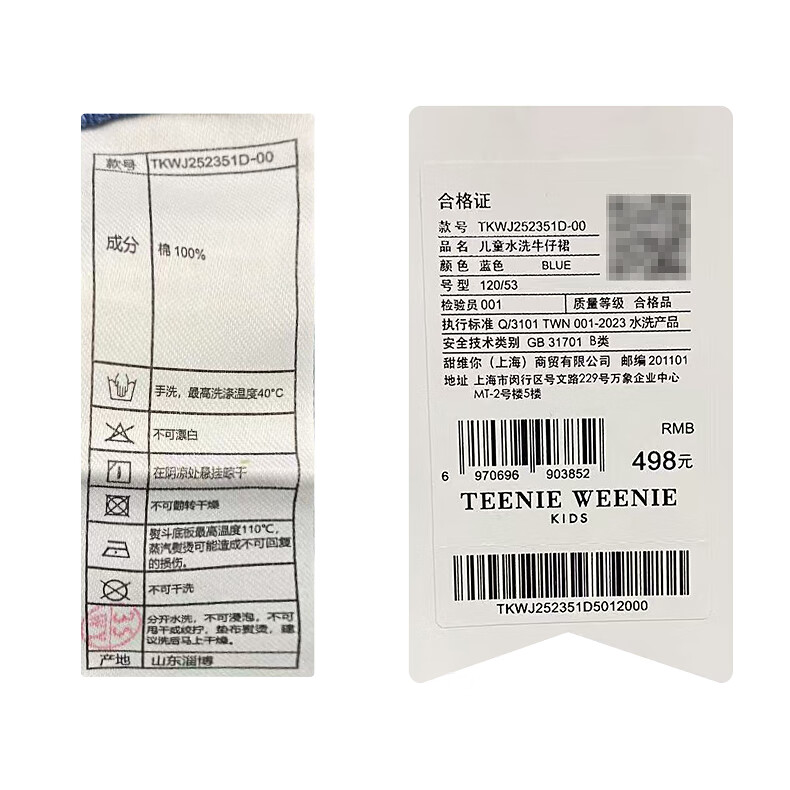 款号 TKWJ252351D-00
成分 棉 100%
手洗，最高洗涤温度40°C
不可漂白
在阴凉处悬挂晾干
不可翻转干燥
熨斗底板最高温度110℃，
蒸汽熨烫可能造成不可回复
的损伤。
不可干洗
分开水洗，不可浸泡，不可
甩干或绞拧，垫布熨烫，建
议洗后马上干燥。
产地 山东淄博
合格证
款号 TKWJ252351D-00
品名 儿童水洗牛仔裙
颜色 蓝色 BLUE
号型 120/53
检验员 001 质量等级 合格品
执行标准 Q/3101 TWN 001-2023 水洗产品
安全技术类别 GB 31701 B类
甜维你（上海）商贸有限公司 邮编 201101
地址 上海市闵行区号文路229号万象企业中心
MT-2号楼5楼
RMB
498元
6 970696 903852
TEENIE WEENIE
KIDS
TKWJ252351D5012000